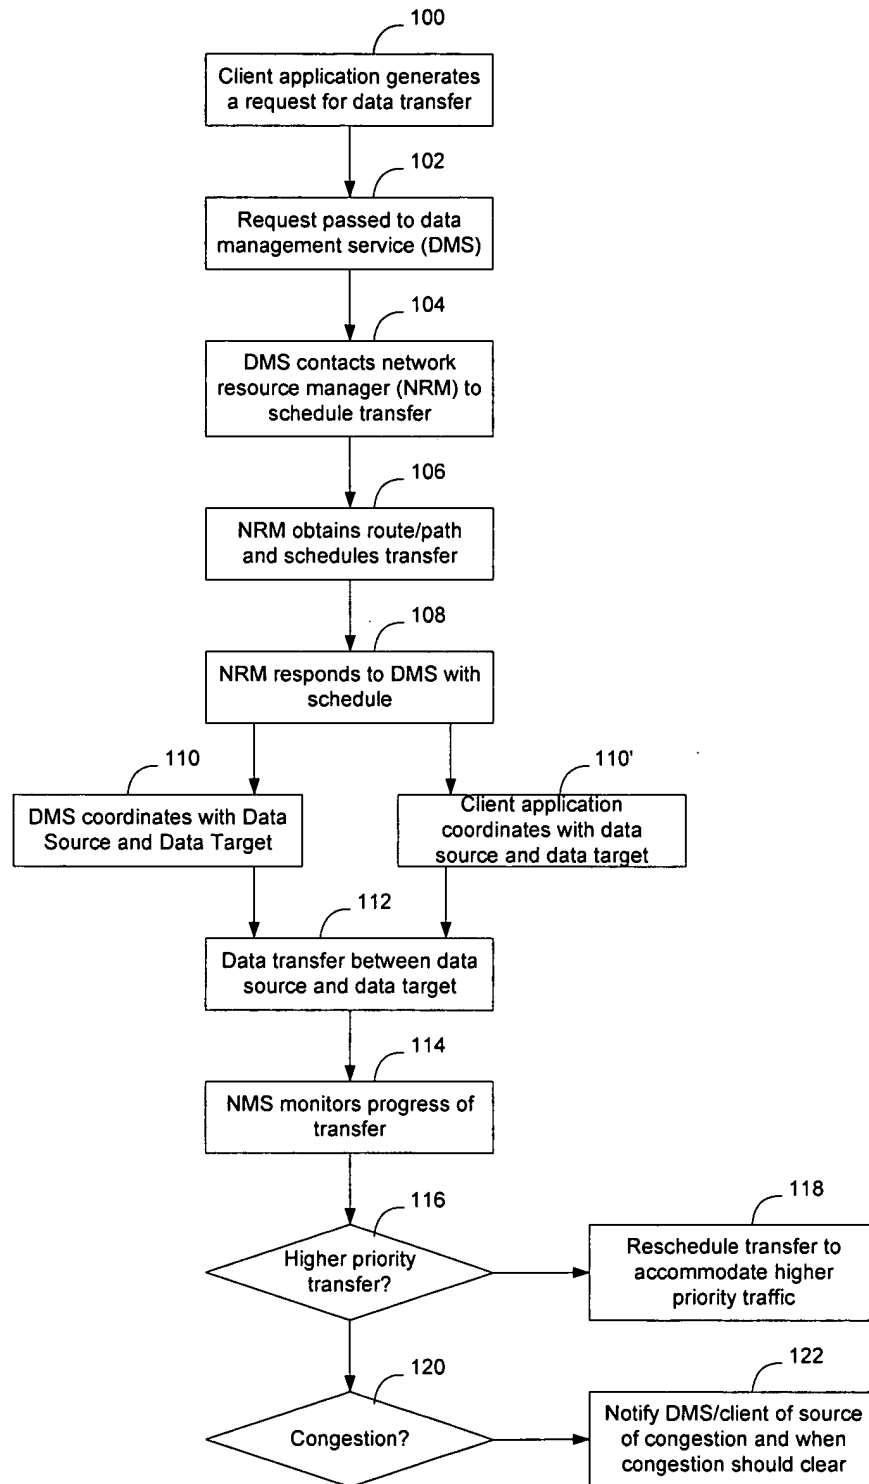 100
Client application generates
a request for data transfer
102
Request passed to data
management service (DMS)
104
DMS contacts network
resource manager (NRM) to
schedule transfer
106
NRM obtains route/path
and schedules transfer
108
NRM responds to DMS with
schedule
110
DMS coordinates with Data
Source and Data Target
110'
Client application
coordinates with data
source and data target
112
Data transfer between data
source and data target
114
NMS monitors progress of
transfer
116
Higher priority
transfer?
118
Reschedule transfer to
accommodate higher
priority traffic
120
Congestion?
122
Notify DMS/client of source
of congestion and when
congestion should clear